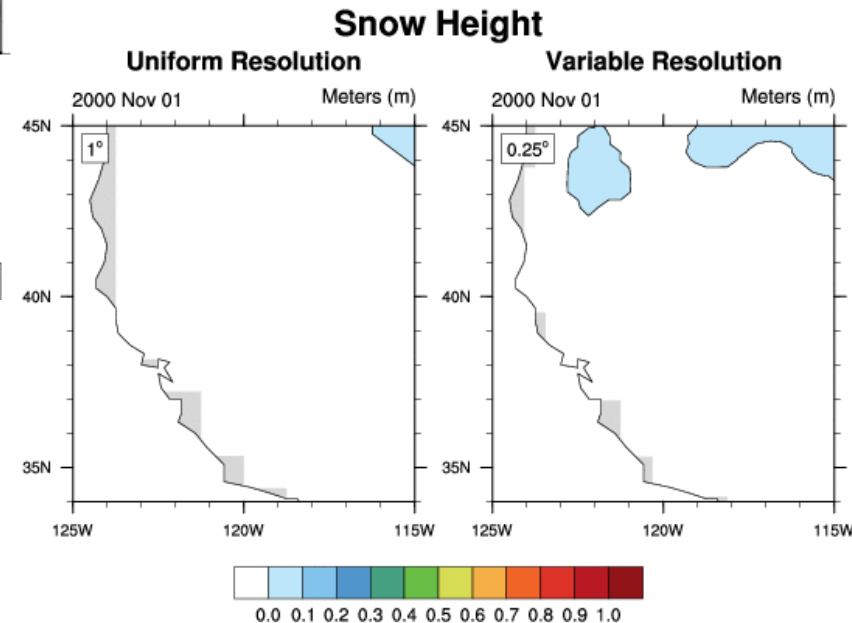 Snow Height
Uniform Resolution
Variable Resolution
2000 Nov 01
Meters (m)
2000 Nov 01
Meters (m)
45N
1°
45N
0.25°
40N
40N
35N
35N
125W
120W
115W
125W
120W
115W
0.0 0.1 0.2 0.3 0.4 0.5 0.6 0.7 0.8 0.9 1.0